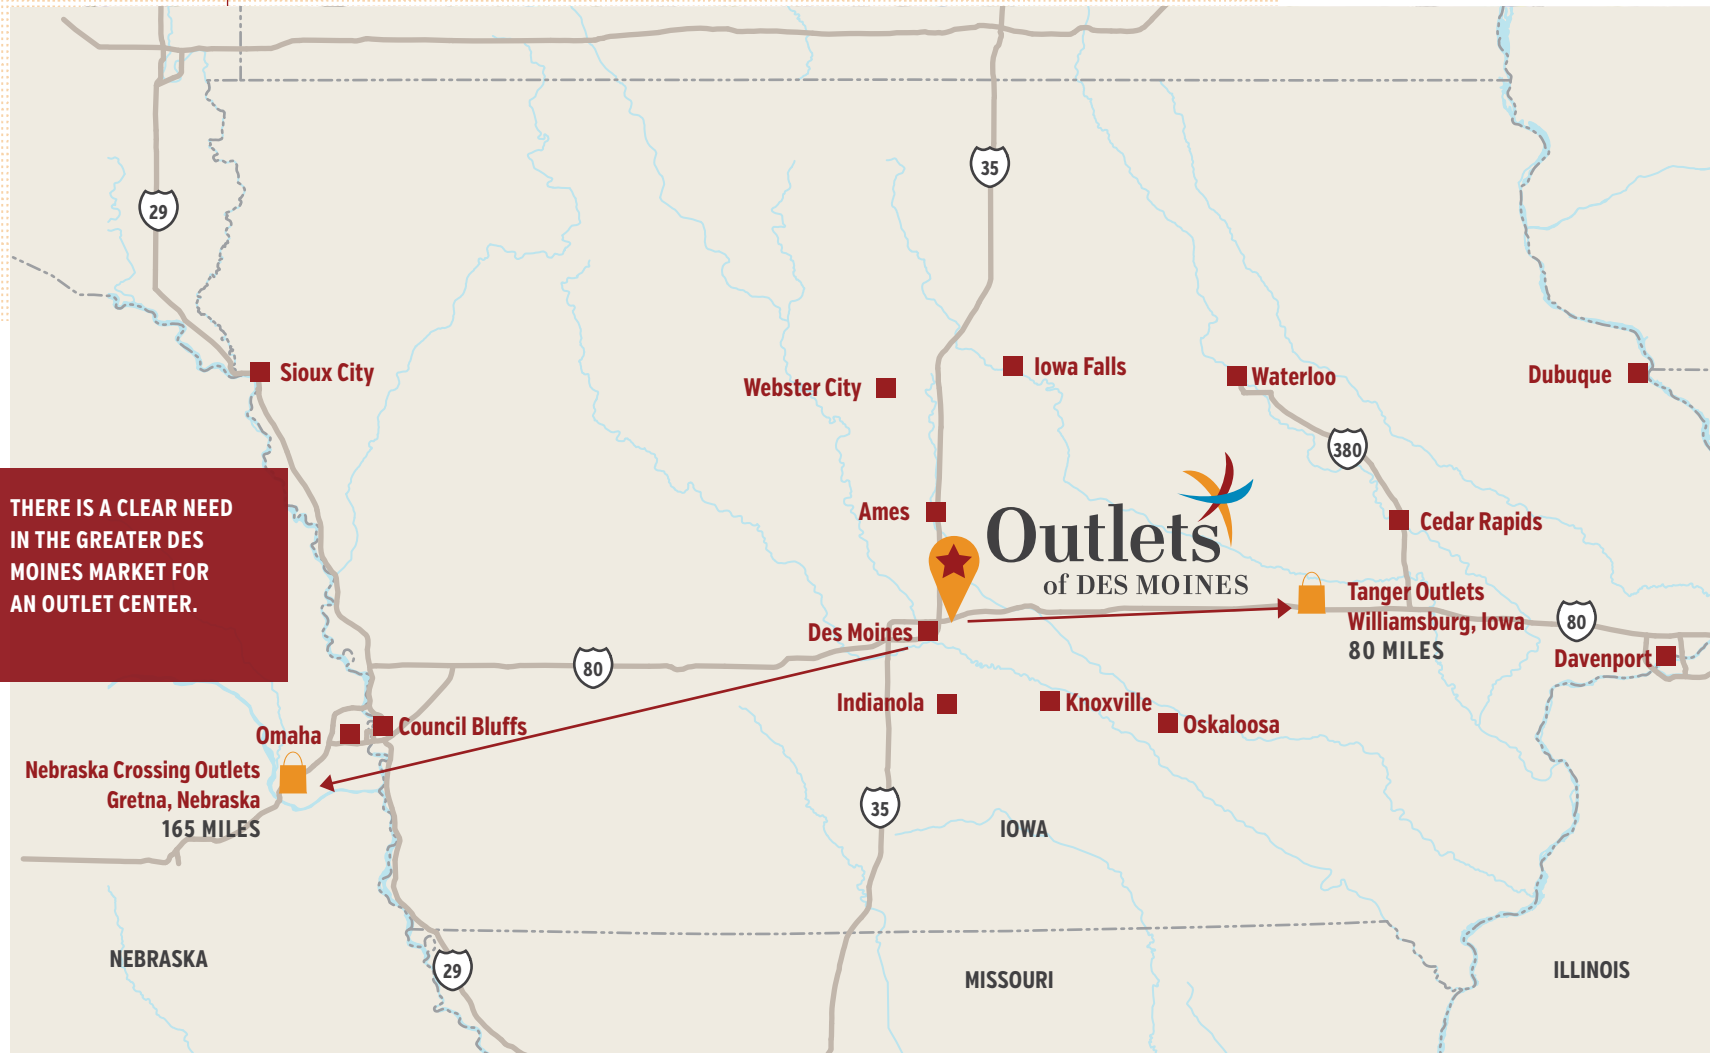 35
29
Sioux City
Webster City
Iowa Falls
Waterloo
Dubuque
380
THERE IS A CLEAR NEED
IN THE GREATER DES
MOINES MARKET FOR
AN OUTLET CENTER.
Ames
Outlets
of DES MOINES
Cedar Rapids
Tanger Outlets
Williamsburg, Iowa
80 MILES
80
Des Moines
Davenport
80
Indianola
Knoxville
Oskaloosa
Omaha
Council Bluffs
Nebraska Crossing Outlets
Gretna, Nebraska
165 MILES
35
IOWA
NEBRASKA
29
MISSOURI
ILLINOIS